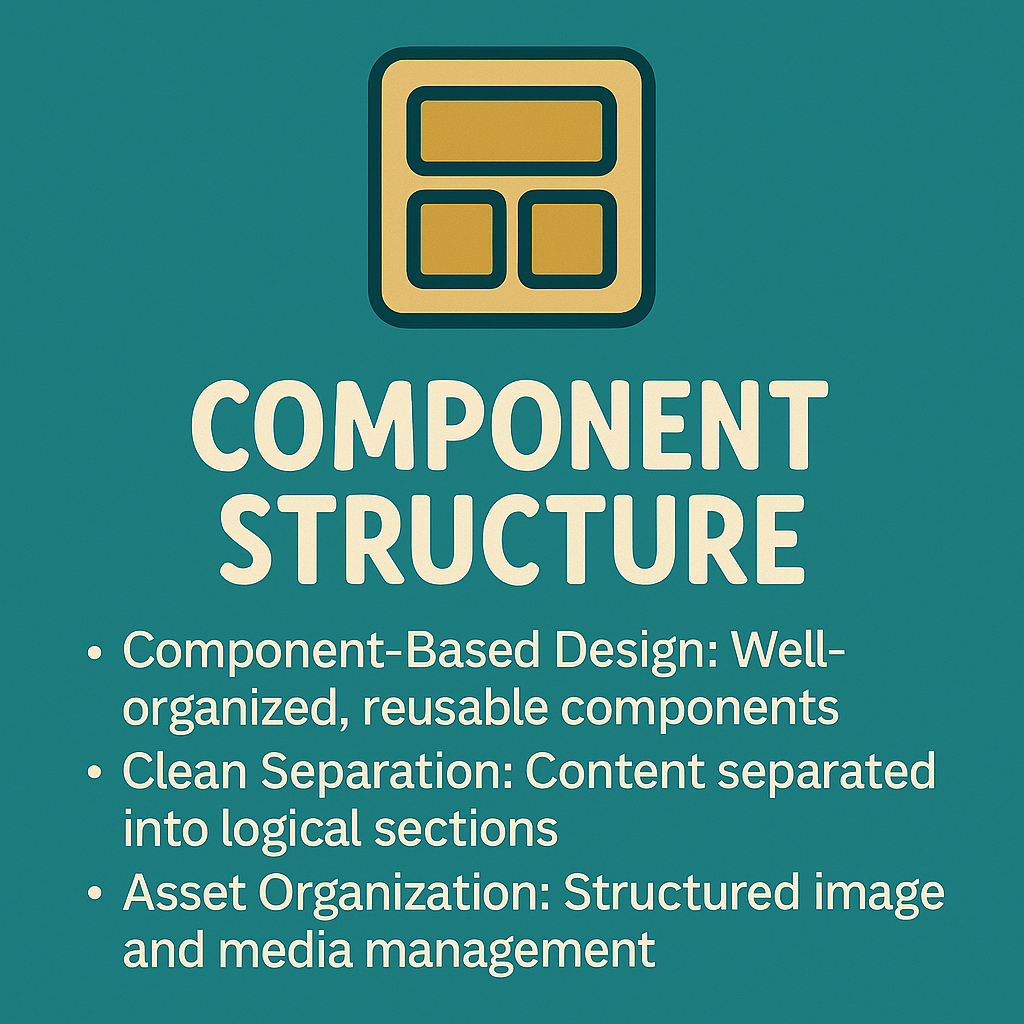 COMPONENT
STRUCTURE
• Component-Based Design: Well-
organized, reusable components
• Clean Separation: Content separated
into logical sections
• Asset Organization: Structured image
and media management